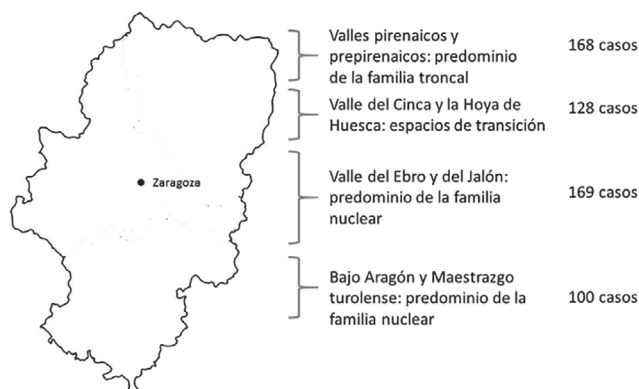 Valles pirenaicos y
prepirenaicos: predominio
de la familia troncal
168 casos
Valle del Cinca y la Hoya de
Huesca: espacios de transición
128 casos
Zaragoza
Valle del Ebro y del Jalón:
predominio de la familia
nuclear
169 casos
Bajo Aragón y Maestrazgo
turolense: predominio de la
familia nuclear
100 casos